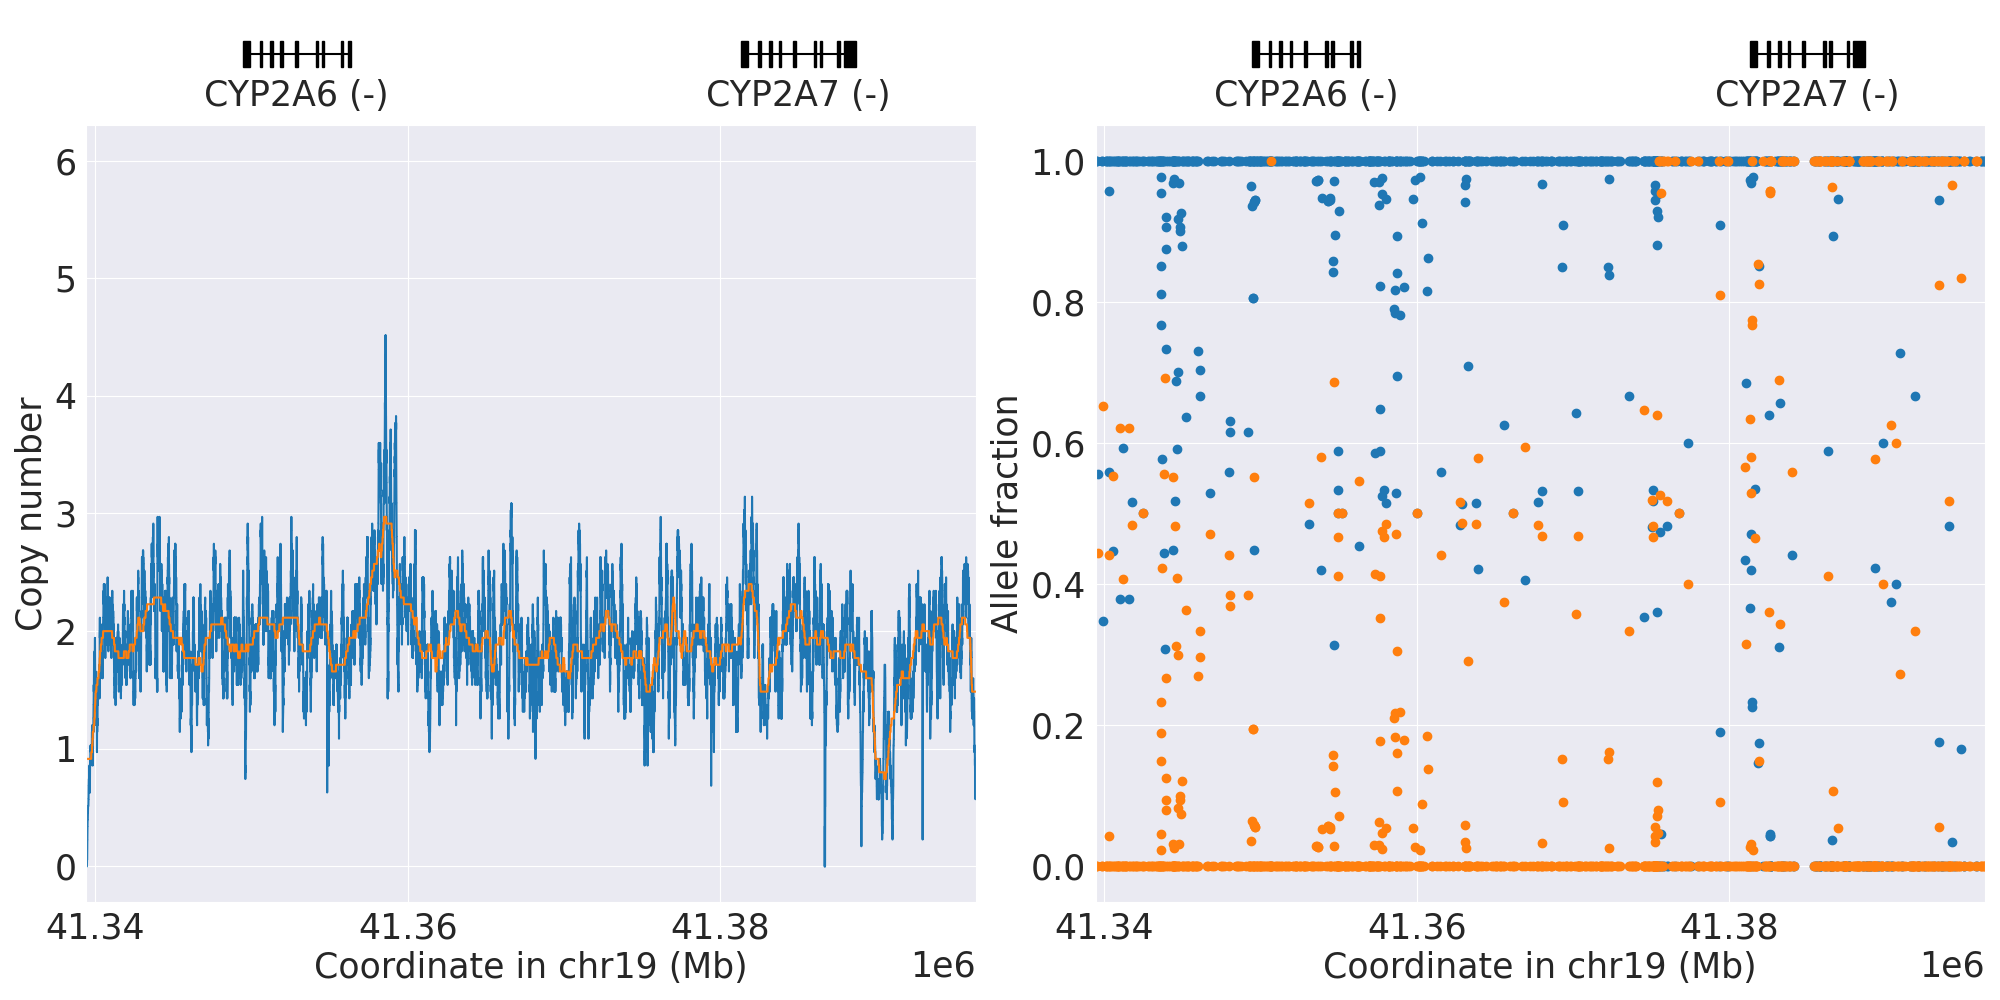 CYP2A6 (-)
CYP2A7 (-)
CYP2A6 (-)
CYP2A7 (-)
Copy number
6
5
4
3
2
1
0
41.34
41.36
41.38
Coordinate in chr19 (Mb)
1e6
Allele fraction
1.0
0.8
0.6
0.4
0.2
0.0
41.34
41.36
41.38
Coordinate in chr19 (Mb)
1e6